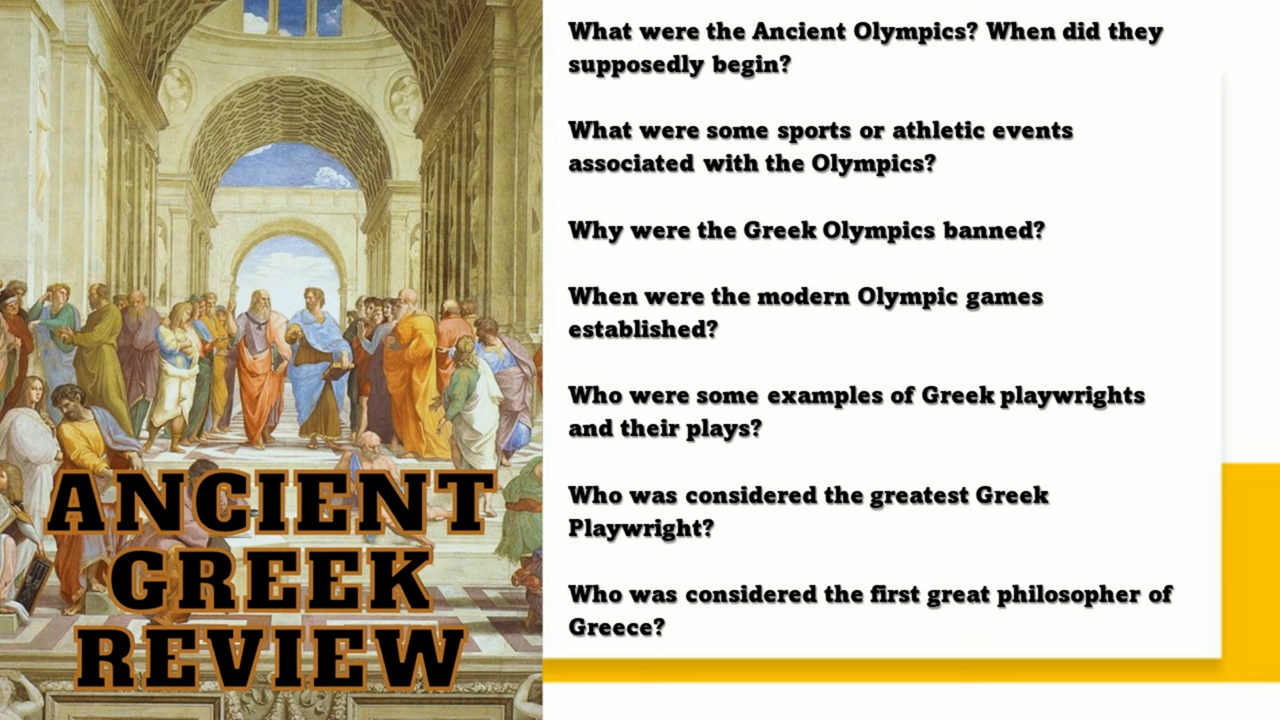 ANCIENT
GREEK
REVIEW
What were the Ancient Olympics? When did they
supposedly begin?
What were some sports or athletic events
associated with the Olympics?
Why were the Greek Olympics banned?
When were the modern Olympic games
established?
Who were some examples of Greek playwrights
and their plays?
Who was considered the greatest Greek
Playwright?
Who was considered the first great philosopher of
Greece?